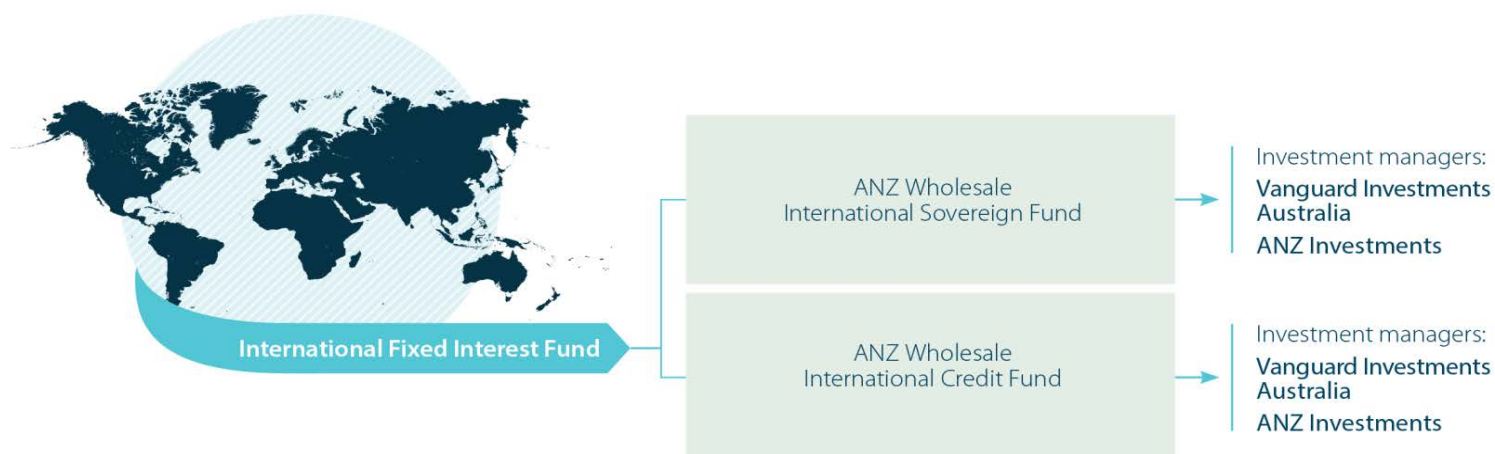 International Fixed Interest Fund
ANZ Wholesale
International Sovereign Fund
Investment managers:
Vanguard Investments
Australia
ANZ Investments
ANZ Wholesale
International Credit Fund
Investment managers:
Vanguard Investments
Australia
ANZ Investments